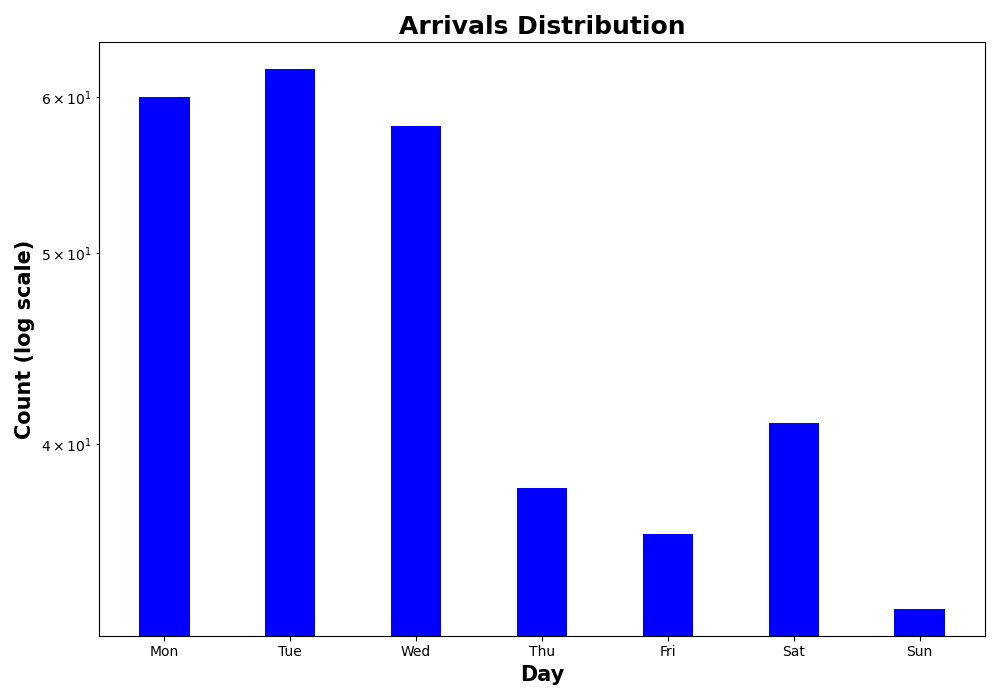 Arrivals Distribution
Count (log scale)
6 × 10¹
5 × 10¹
4 × 10¹
Mon Tue Wed Thu Fri Sat Sun
Day